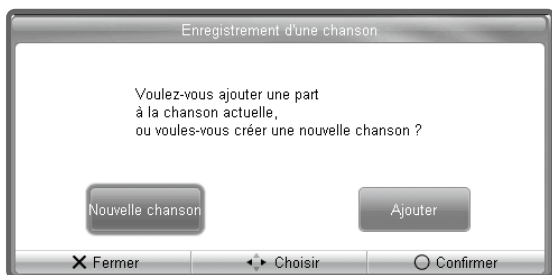 Enregistrement d'une chanson
Voulez-vous ajouter une part
à la chanson actuelle,
ou voules-vous créer une nouvelle chanson ?
Nouvelle chanson
Ajouter
Fermer
Choisir
Confirmer